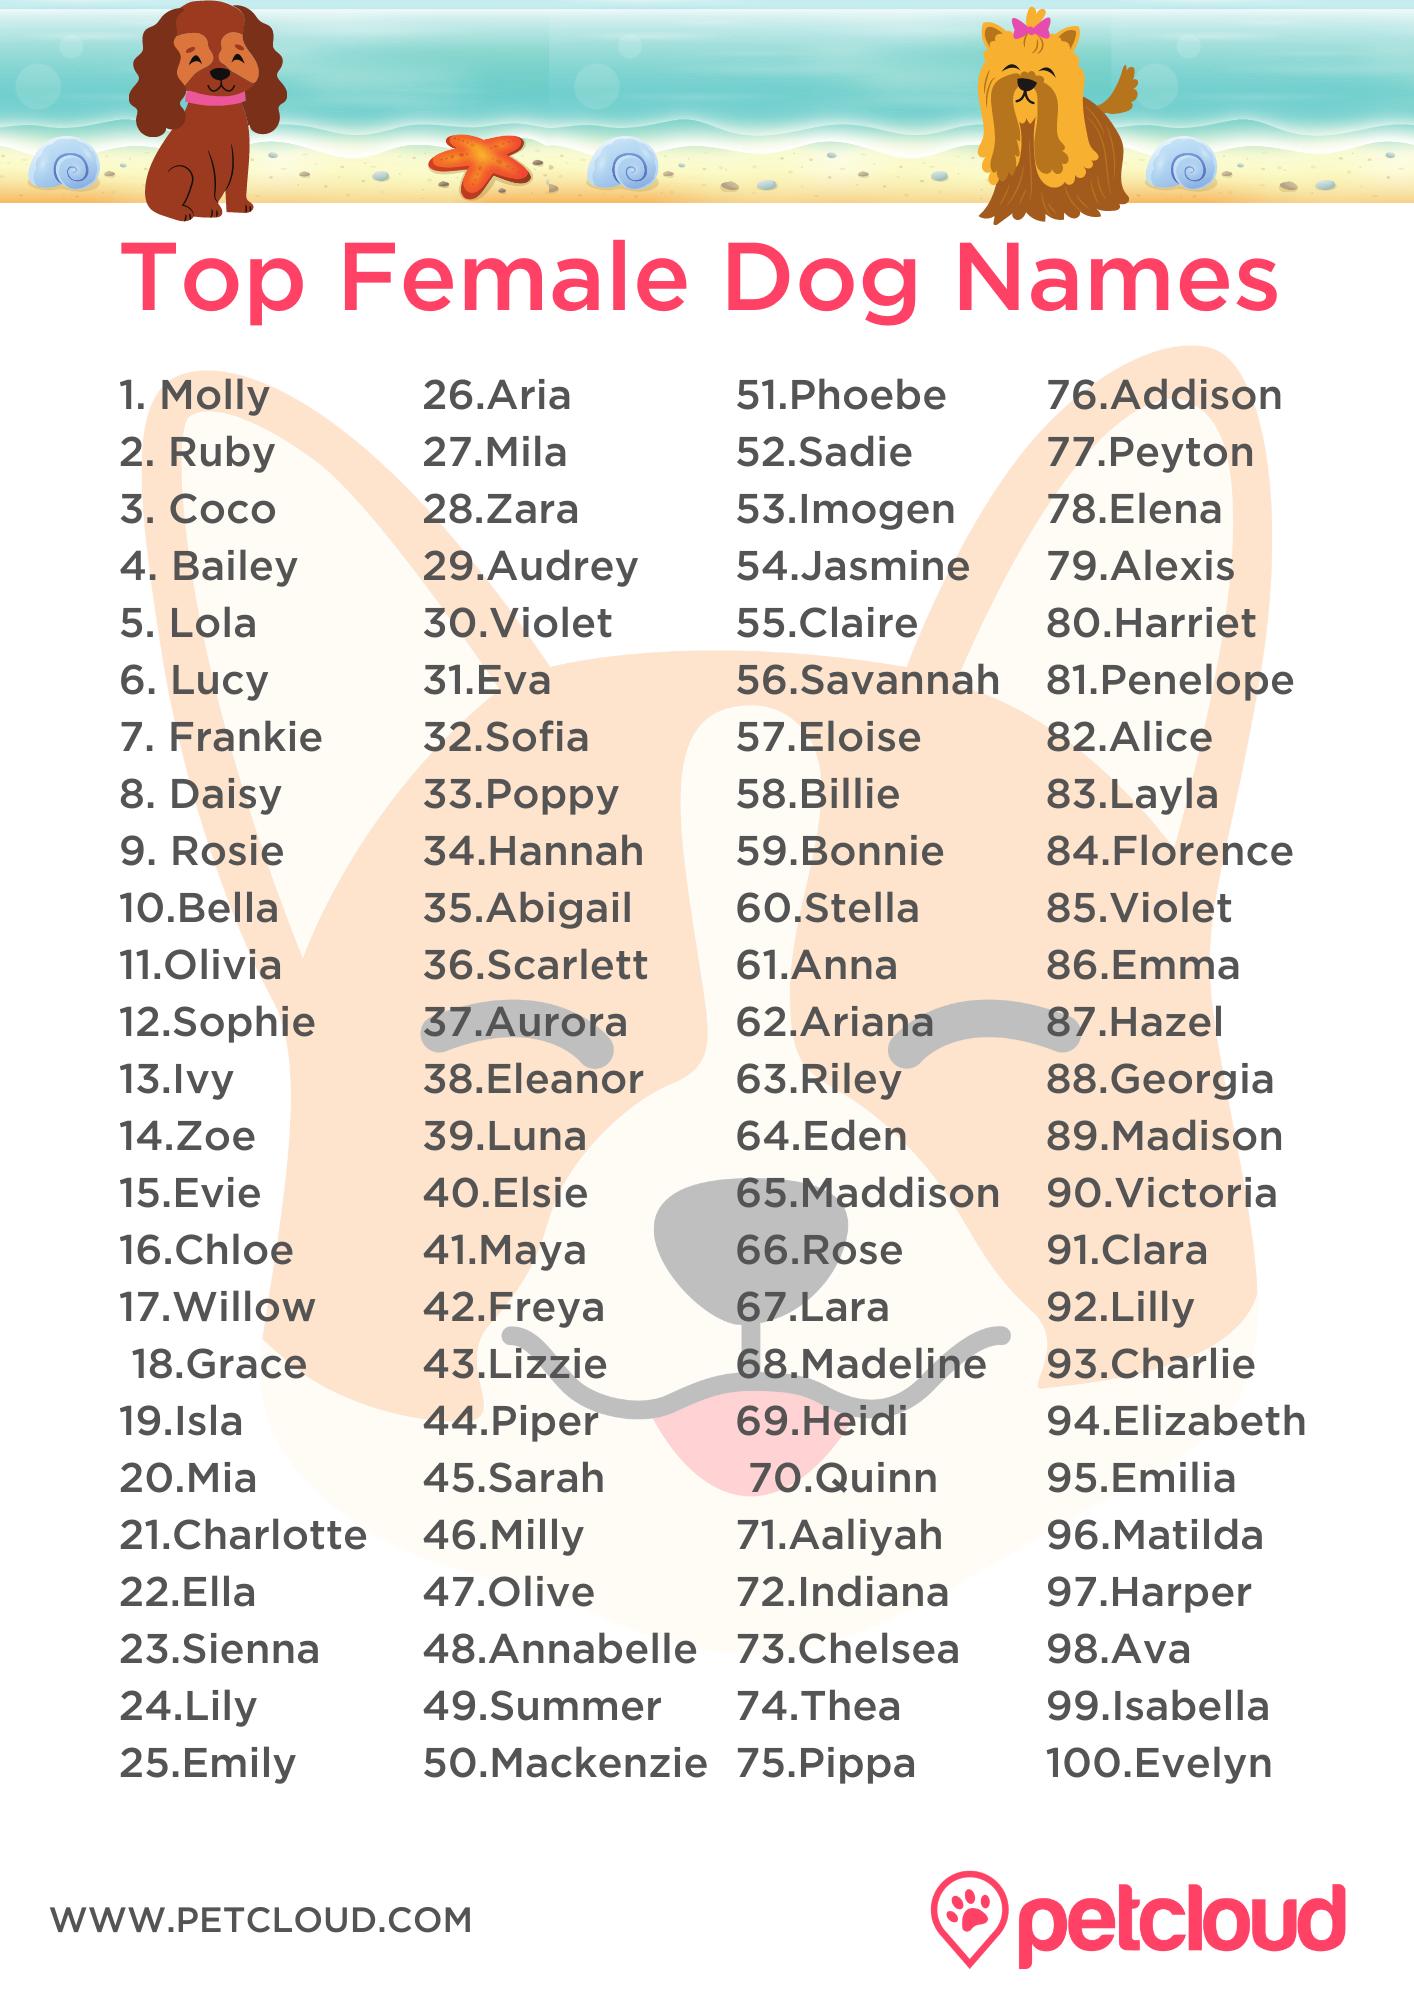 Top Female Dog Names
1. Molly
2. Ruby
3. Coco
4. Bailey
5. Lola
6. Lucy
7. Frankie
8. Daisy
9. Rosie
10.Bella
11.Olivia
12.Sophie
13.Ivy
14.Zoe
15.Evie
16.Chloe
17.Willow
18.Grace
19.Isla
20.Mia
21.Charlotte
22.Ella
23.Sienna
24.Lily
25.Emily
26.Aria
27.Mila
28.Zara
29.Audrey
30.Violet
31.Eva
32.Sofia
33.Poppy
34.Hannah
35.Abigail
36.Scarlett
37.Aurora
38.Eleanor
39.Luna
40.Elsie
41.Maya
42.Freya
43.Lizzie
44.Piper
45.Sarah
46.Milly
47.Olive
48.Annabelle
49.Summer
50.Mackenzie
51.Phoebe
52.Sadie
53.Imogen
54.Jasmine
55.Claire
56.Savannah
57.Eloise
58.Billie
59.Bonnie
60.Stella
61.Anna
62.Ariana
63.Riley
64.Eden
65.Maddison
66.Rose
67.Lara
68.Madeline
69.Heidi
70.Quinn
71.Aaliyah
72.Indiana
73.Chelsea
74.Thea
75.Pippa
76.Addison
77.Peyton
78.Elena
79.Alexis
80.Harriet
81.Penelope
82.Alice
83.Layla
84.Florence
85.Violet
86.Emma
87.Hazel
88.Georgia
89.Madison
90.Victoria
91.Clara
92.Lilly
93.Charlie
94.Elizabeth
95.Emilia
96.Matilda
97.Harper
98.Ava
99.Isabella
100.Evelyn
WWW.PETCLOUD.COM
petcloud